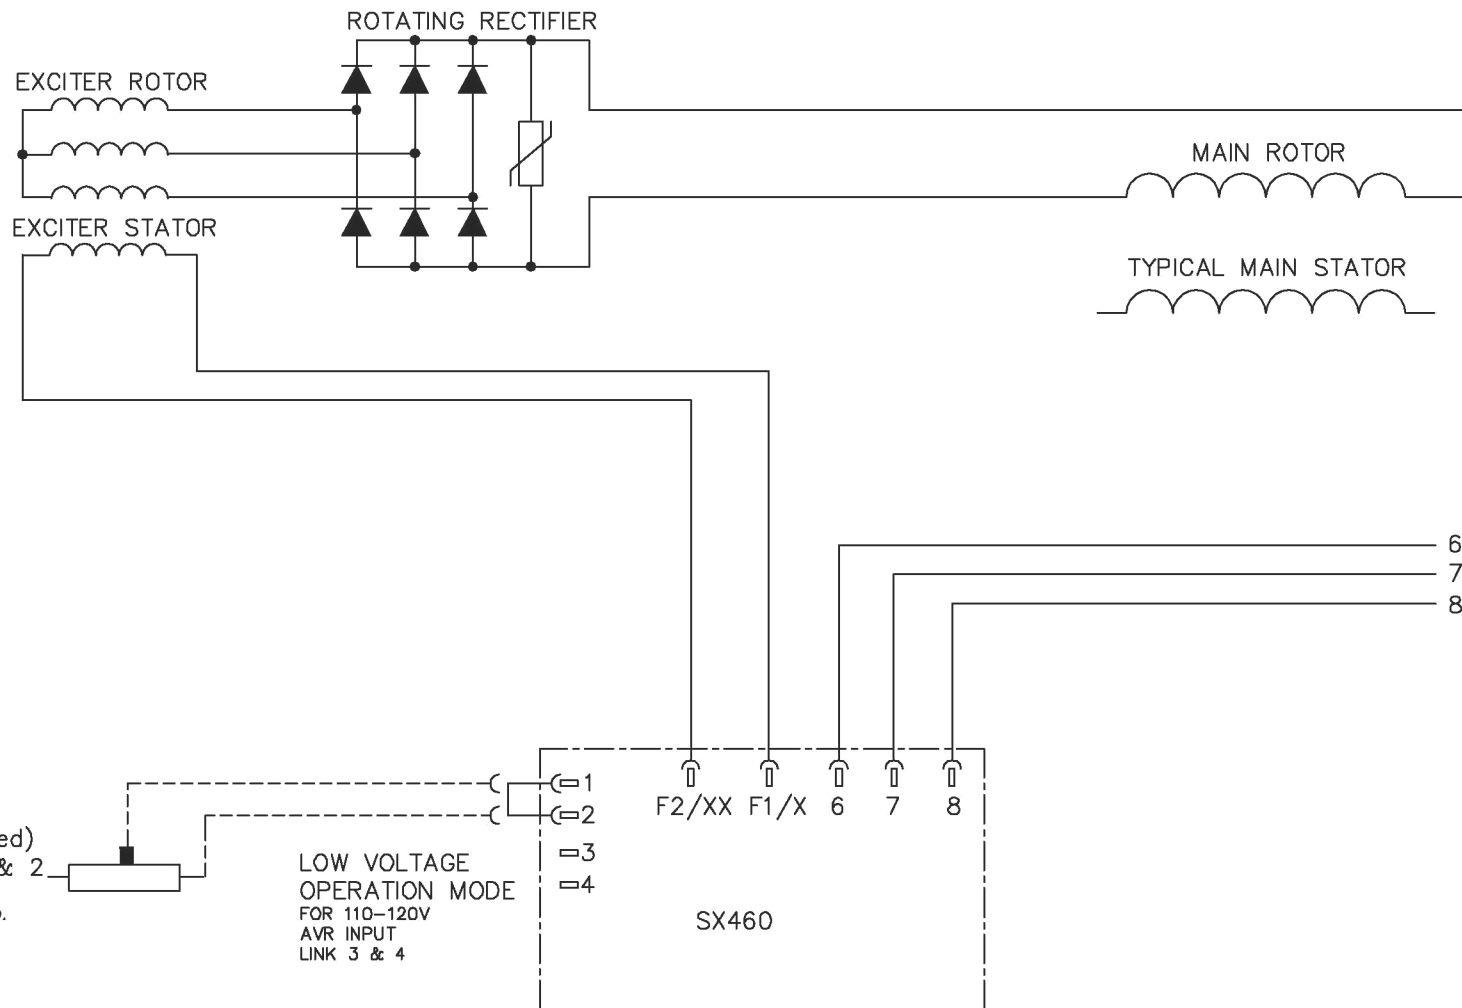 ROTATING RECTIFIER
EXCITER ROTOR
MAIN ROTOR
EXCITER STATOR
TYPICAL MAIN STATOR
6
7
8
1
2
3
4
F2/XX F1/X 6 7 8
& 2
LOW VOLTAGE
OPERATION MODE
FOR 110-120V
AVR INPUT
LINK 3 & 4
SX460